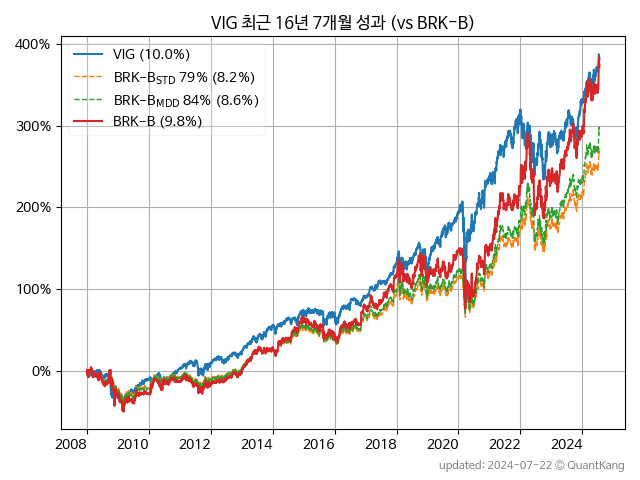 VIG 최근 16년 7개월 성과 (vs BRK-B)
400%
300%
200%
100%
0%
VIG (10.0%)
BRK-BSTD 79% (8.2%)
BRK-BMDD 84% (8.6%)
BRK-B (9.8%)
2008 2010 2012 2014 2016 2018 2020 2022 2024
updated: 2024-07-22 © QuantKang